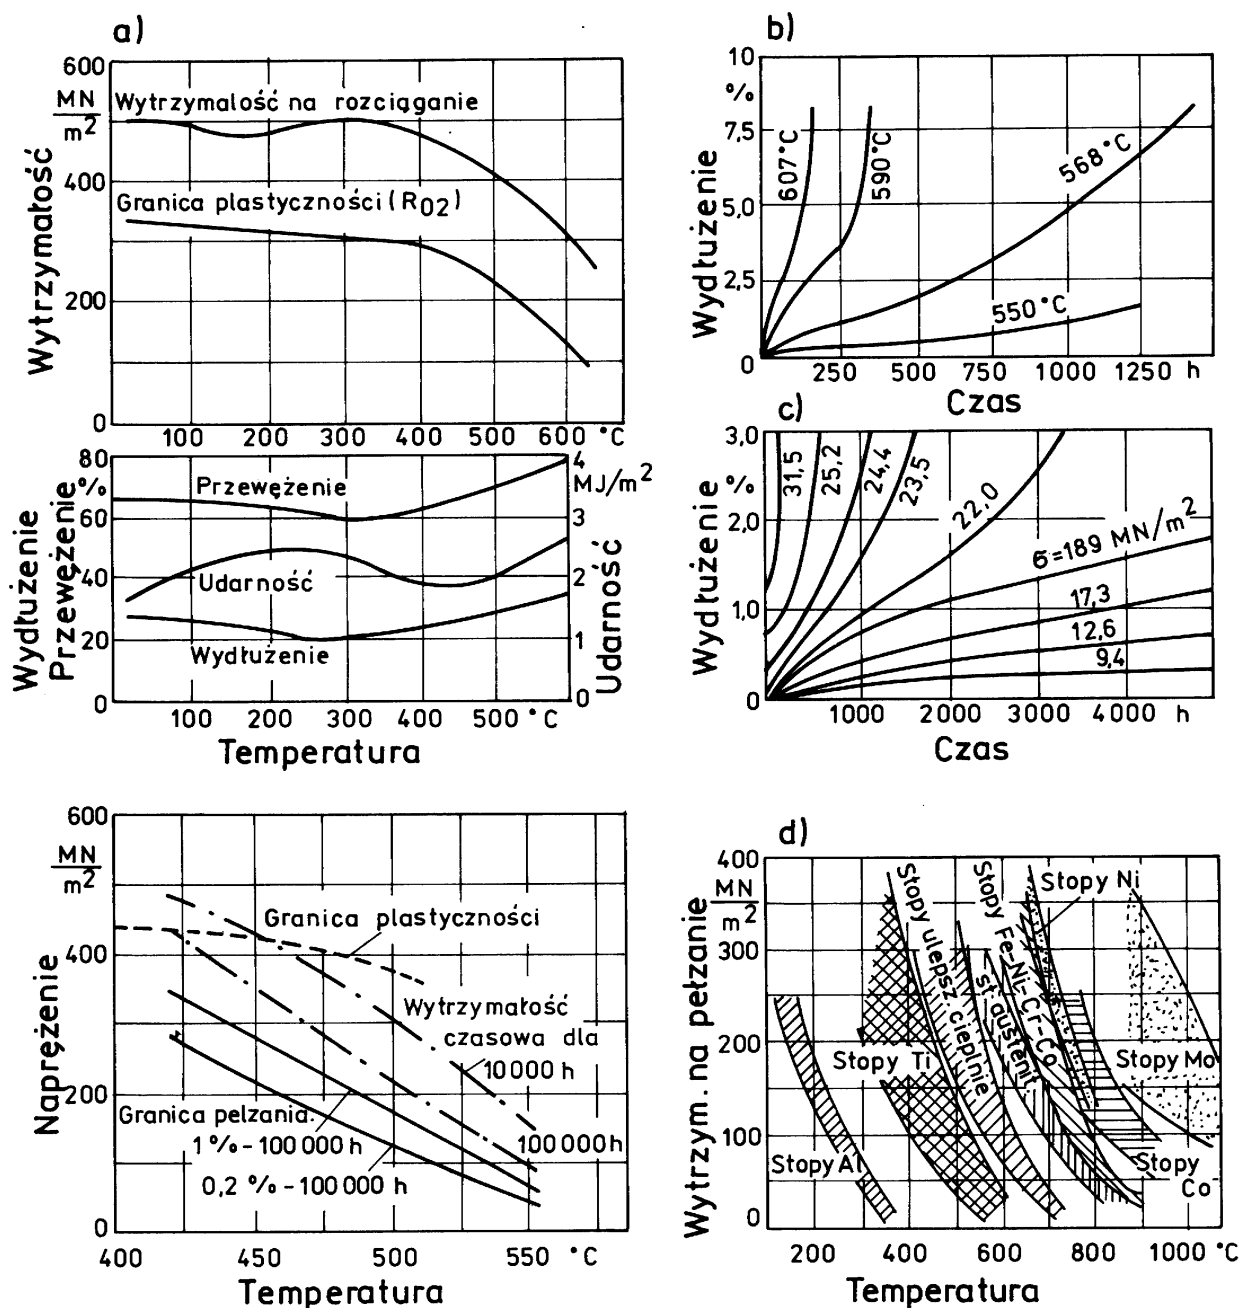 a)
600
MN
m²
Wytrzymalość na rozciąganie
400
Granica plastyczności (R02)
200
0
Wytrzymałość
100 200 300 400 500 600 °C
80
%
60
40
20
0
Wydłużenie
Przewężenie
Przewężenie
Udarność
Wydłużenie
4
MJ/m²
3
2
1
0
Udarność
100 200 300 400 500 °C
Temperatura
b)
10
%
7,5
5,0
2,5
0
Wydłużenie
607°C
590°C
568°C
550°C
250 500 750 1000 1250 h
Czas
c)
3,0
%
2,0
1,0
0
Wydłużenie
31,5
25,2
24,4
23,5
22,0
σ=189 MN/m²
17,3
12,6
9,4
1000 2000 3000 4000 h
Czas
600
MN
m²
400
200
0
Naprężenie
Granica plastyczności
Wytrzymałość
czasowa dla
10000 h
100000h
Granica pełzania:
1%-100000h
0,2%-100000 h
400 450 500 550 °C
Temperatura
d)
400
MN
m²
300
200
100
0
Wytrzym. na pełzanie
Stopy Al
Stopy Ti
Stopy ulepsz cieplnie
st austenit
Stopy Fe-Ni-Cr-Co
Stopy Ni
Stopy Mo
Stopy
Co
200 400 600 800 1000 °C
Temperatura